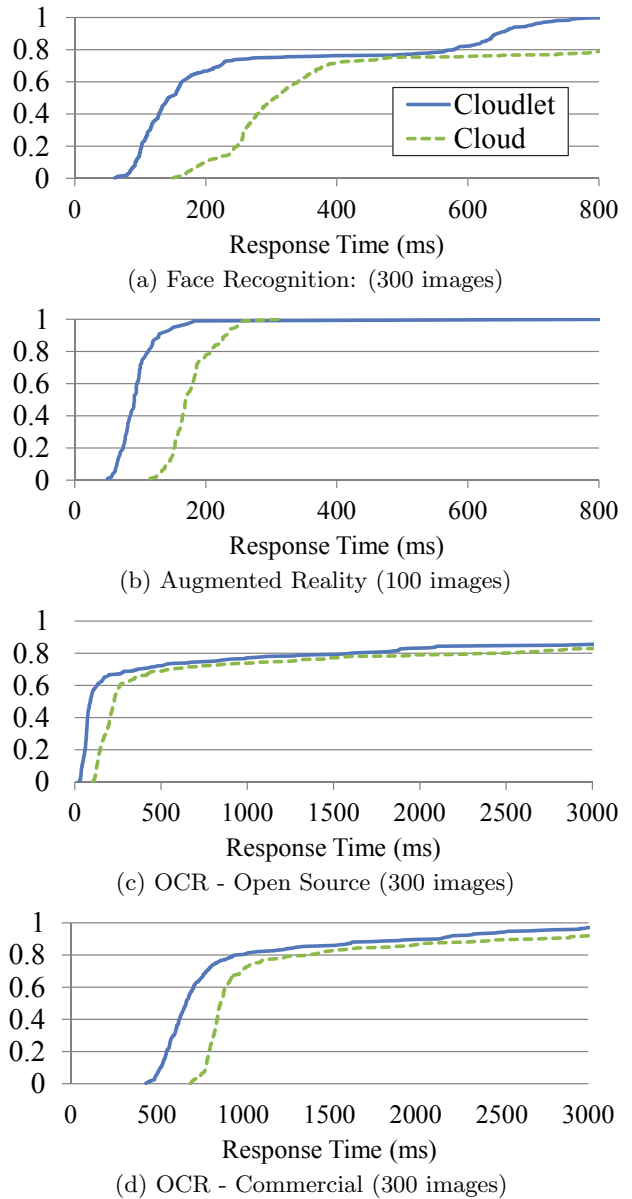 1
0.8
0.6
0.4
0.2
0
Cloudlet
Cloud
0 200 400 600 800
Response Time (ms)
(a) Face Recognition: (300 images)
1
0.8
0.6
0.4
0.2
0
0 200 400 600 800
Response Time (ms)
(b) Augmented Reality (100 images)
1
0.8
0.6
0.4
0.2
0
0 500 1000 1500 2000 2500 3000
Response Time (ms)
(c) OCR - Open Source (300 images)
1
0.8
0.6
0.4
0.2
0
0 500 1000 1500 2000 2500 3000
Response Time (ms)
(d) OCR - Commercial (300 images)